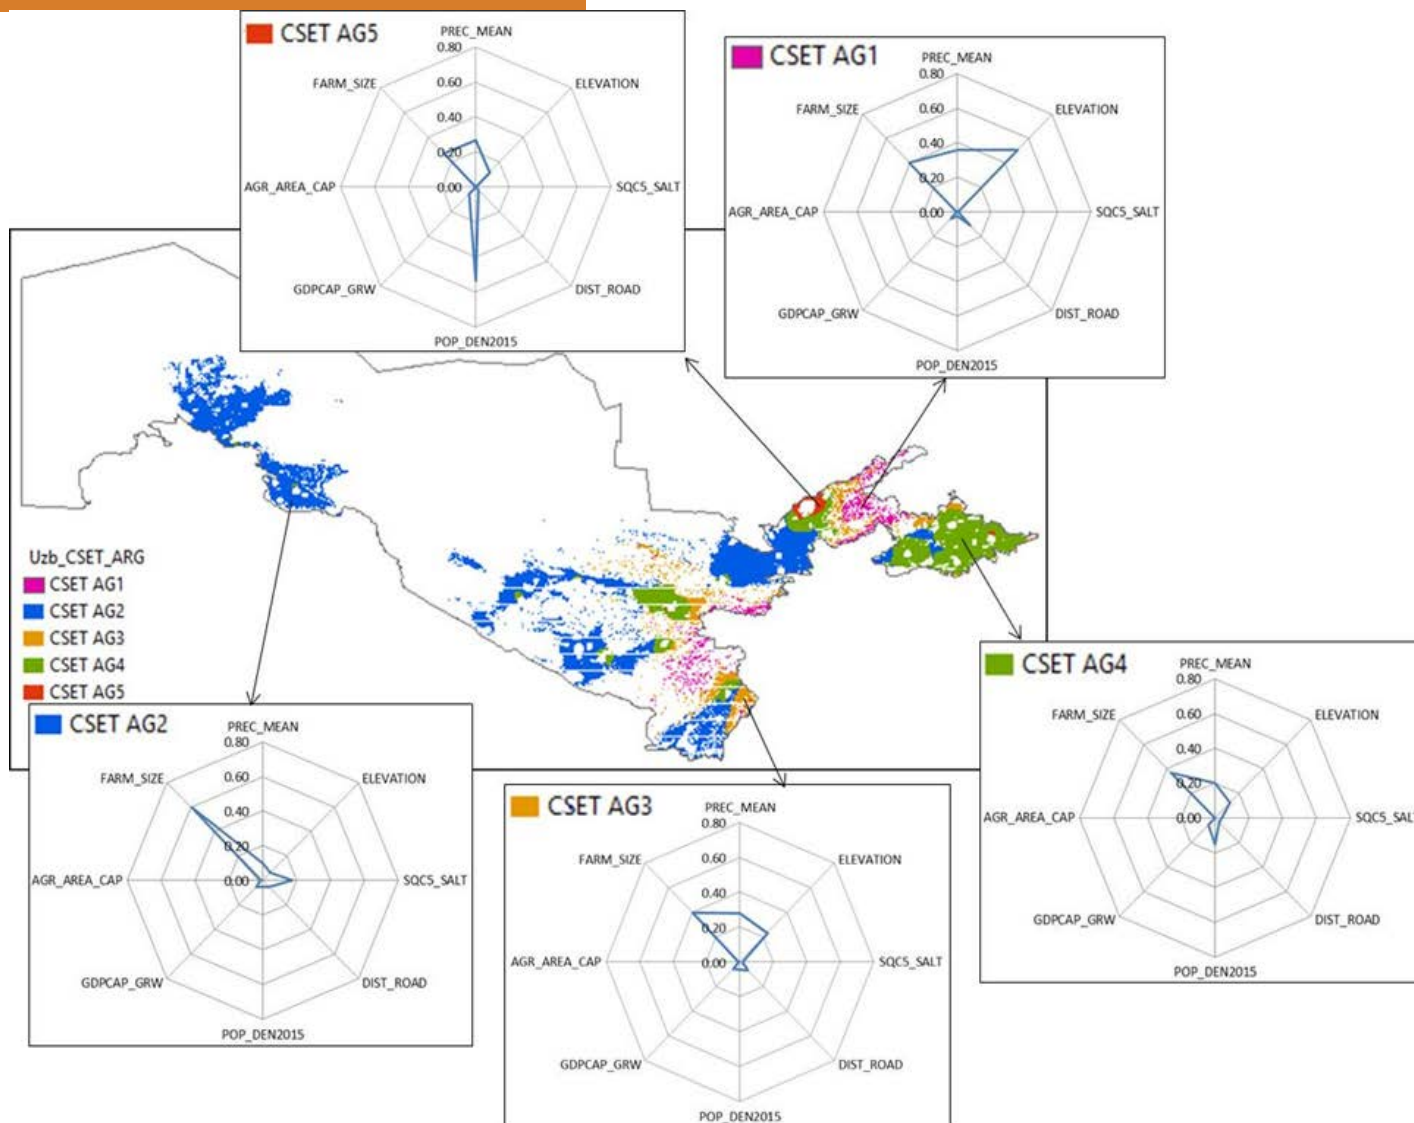 CSET AG5
PREC_MEAN
0.80
0.60
0.40
0.20
0.00
ELEVATION
SQC5_SALT
DIST_ROAD
POP_DEN2015
GDPCAP_GRW
AGR_AREA_CAP
FARM_SIZE
CSET AG1
PREC_MEAN
0.80
0.60
0.40
0.20
0.00
ELEVATION
SQC5_SALT
DIST_ROAD
POP_DEN2015
GDPCAP_GRW
AGR_AREA_CAP
FARM_SIZE
Uzb_CSET_ARG
CSET AG1
CSET AG2
CSET AG3
CSET AG4
CSET AG5
CSET AG4
PREC_MEAN
0.80
0.60
0.40
0.20
0.00
ELEVATION
SQC5_SALT
DIST_ROAD
POP_DEN2015
GDPCAP_GRW
AGR_AREA_CAP
FARM_SIZE
CSET AG2
PREC_MEAN
0.80
0.60
0.40
0.20
0.00
ELEVATION
SQC5_SALT
DIST_ROAD
POP_DEN2015
GDPCAP_GRW
AGR_AREA_CAP
FARM_SIZE
CSET AG3
PREC_MEAN
0.80
0.60
0.40
0.20
0.00
ELEVATION
SQC5_SALT
DIST_ROAD
POP_DEN2015
GDPCAP_GRW
AGR_AREA_CAP
FARM_SIZE